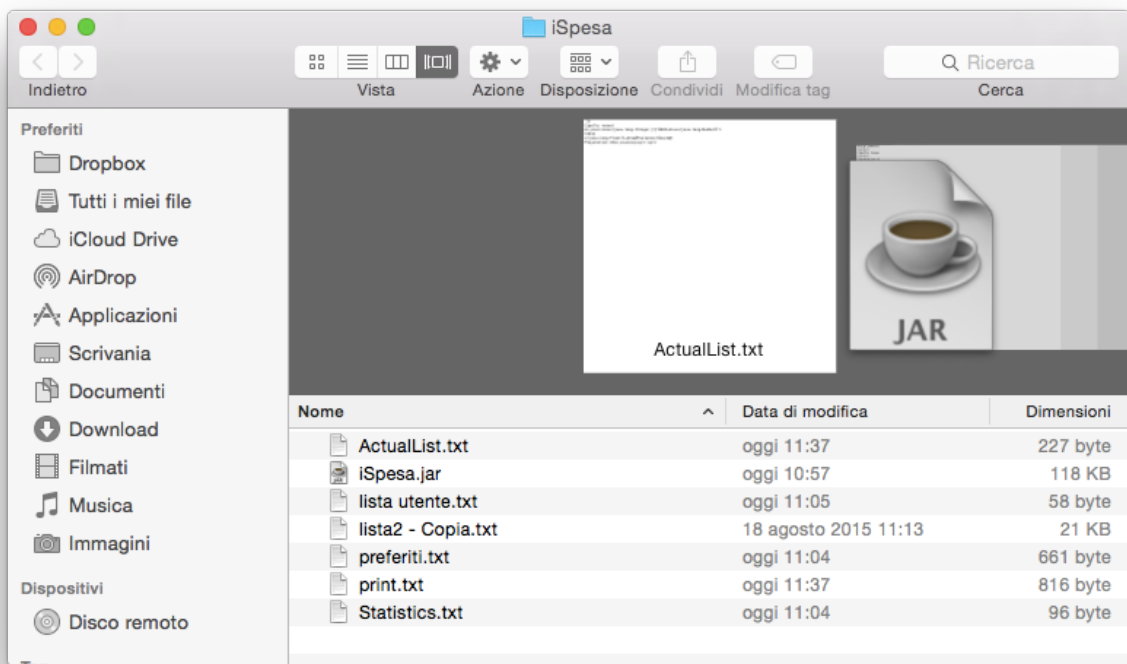 iSpesa
Ricerca
Indietro Vista Azione Disposizione Condividi Modifica tag Cerca
Preferiti
Dropbox
Tutti i miei file
iCloud Drive
AirDrop
Applicazioni
Scrivania
Documenti
Download
Filmati
Musica
Immagini
Dispositivi
Disco remoto
ActualList.txt
JAR
Nome Data di modifica Dimensioni
ActualList.txt oggi 11:37 227 byte
iSpesa.jar oggi 10:57 118 KB
lista utente.txt oggi 11:05 58 byte
lista2 - Copia.txt 18 agosto 2015 11:13 21 KB
preferiti.txt oggi 11:04 661 byte
print.txt oggi 11:37 816 byte
Statistics.txt oggi 11:04 96 byte